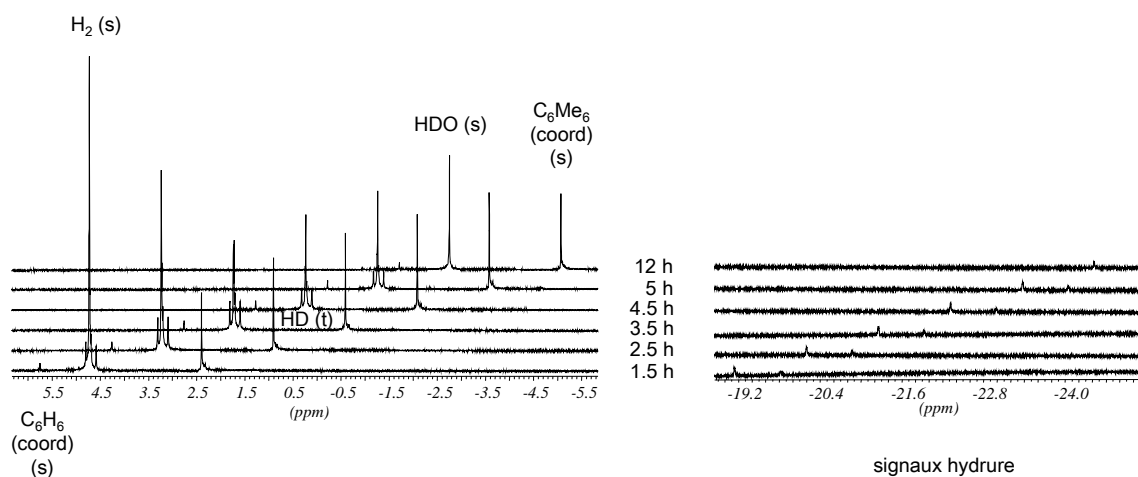 H₂ (s)
HDO (s)
C₆Me₆
(coord)
(s)
HD (t)
12 h
5 h
4.5 h
3.5 h
2.5 h
1.5 h
5.5 4.5 3.5 2.5 1.5 0.5 -0.5 -1.5 -2.5 -3.5 -4.5 -5.5
(ppm)
C₆H₆
(coord)
(s)
-19.2 -20.4 -21.6 -22.8 -24.0
(ppm)
signaux hydrure